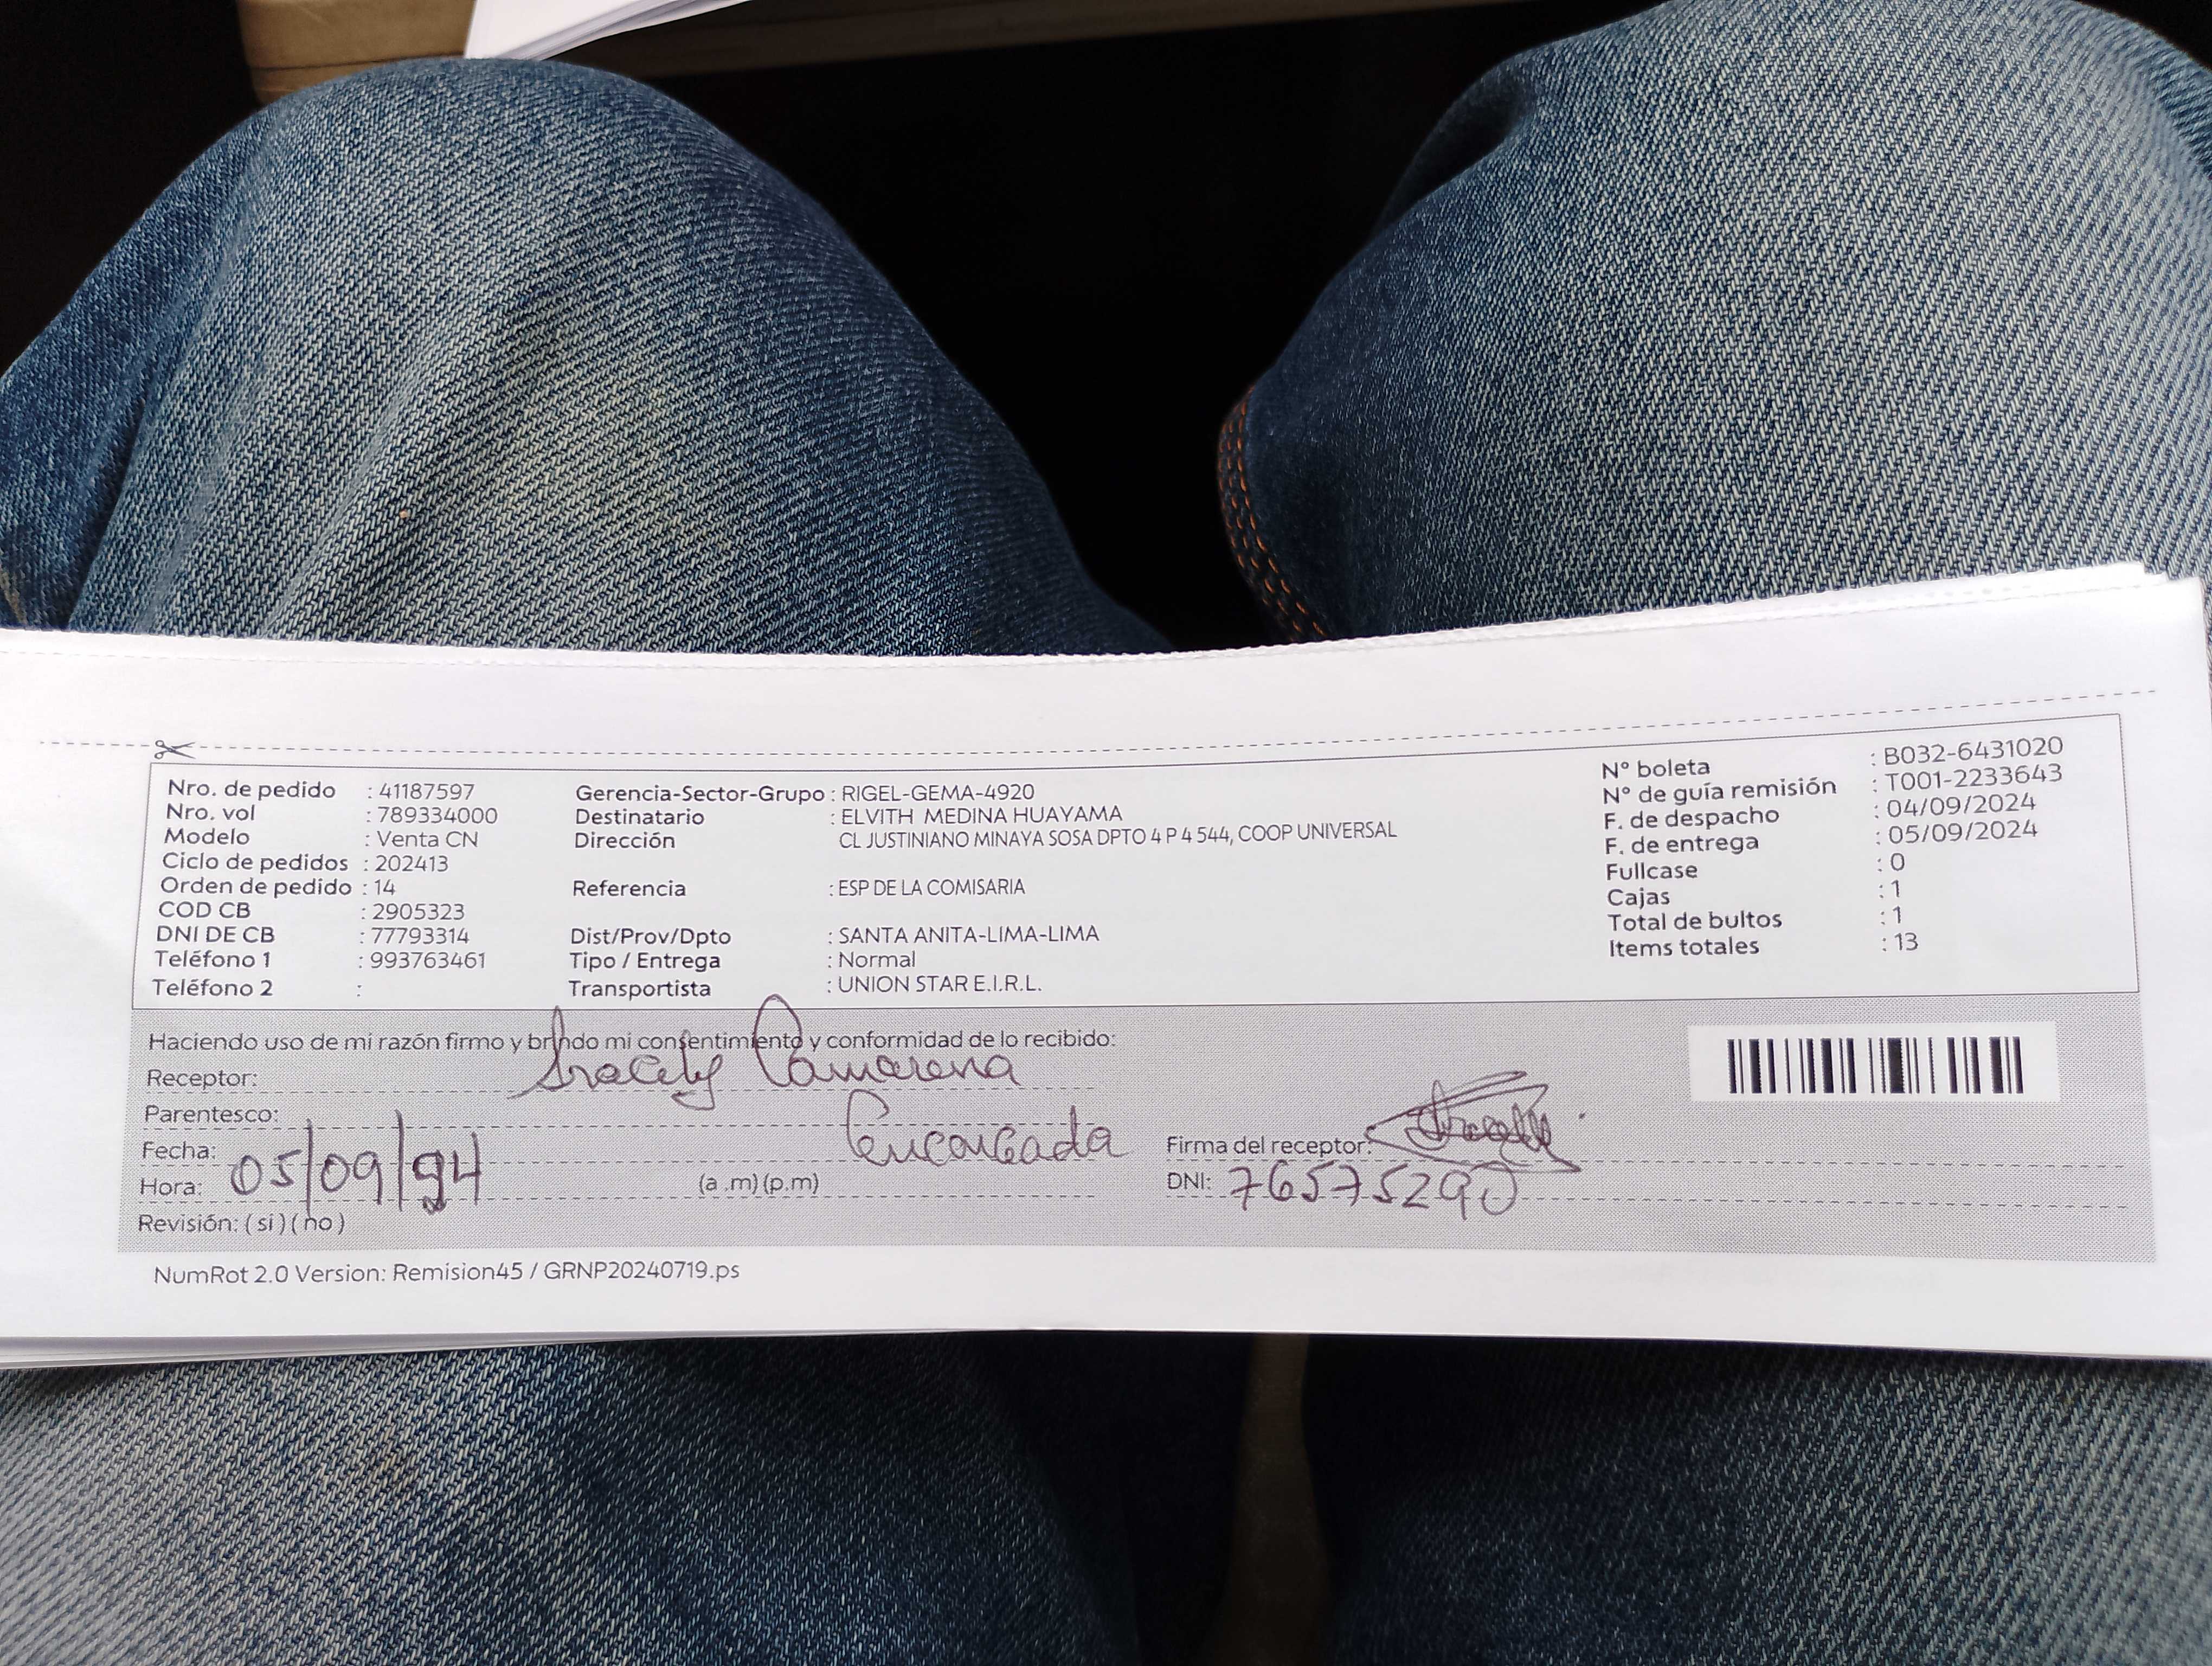 Nro. de pedido : 41187597
Nro. vol : 789334000
Modelo : Venta CN
Ciclo de pedidos : 202413
Orden de pedido : 14
COD CB : 2905323
DNI DE CB : 77793314
Teléfono 1 : 993763461
Teléfono 2 :
Gerencia-Sector-Grupo : RIGEL-GEMA-4920
Destinatario : ELVITH MEDINA HUAYAMA
Dirección CL JUSTINIANO MINAYA SOSA DPTO 4 P 4 544, COOP UNIVERSAL
Referencia : ESP DE LA COMISARIA
Dist/Prov/Dpto : SANTA ANITA-LIMA-LIMA
Tipo / Entrega : Normal
Transportista : UNION STAR E.I.R.L.
N° boleta : B032-6431020
N° de guía remisión : T001-2233643
F. de despacho : 04/09/2024
F. de entrega : 05/09/2024
Fullcase : 0
Cajas : 1
Total de bultos : 1
Items totales : 13
Haciendo uso de mi razón firmo y brindo mi consentimiento y conformidad de lo recibido:
Receptor: Aracely Camarena
Parentesco: Encargada
Fecha: 05/09/94
Hora: (a .m) (p.m)
Revisión: ( si ) ( no )
Firma del receptor:
DNI: 76575290
NumRot 2.0 Version: Remision45 / GRNP20240719.ps